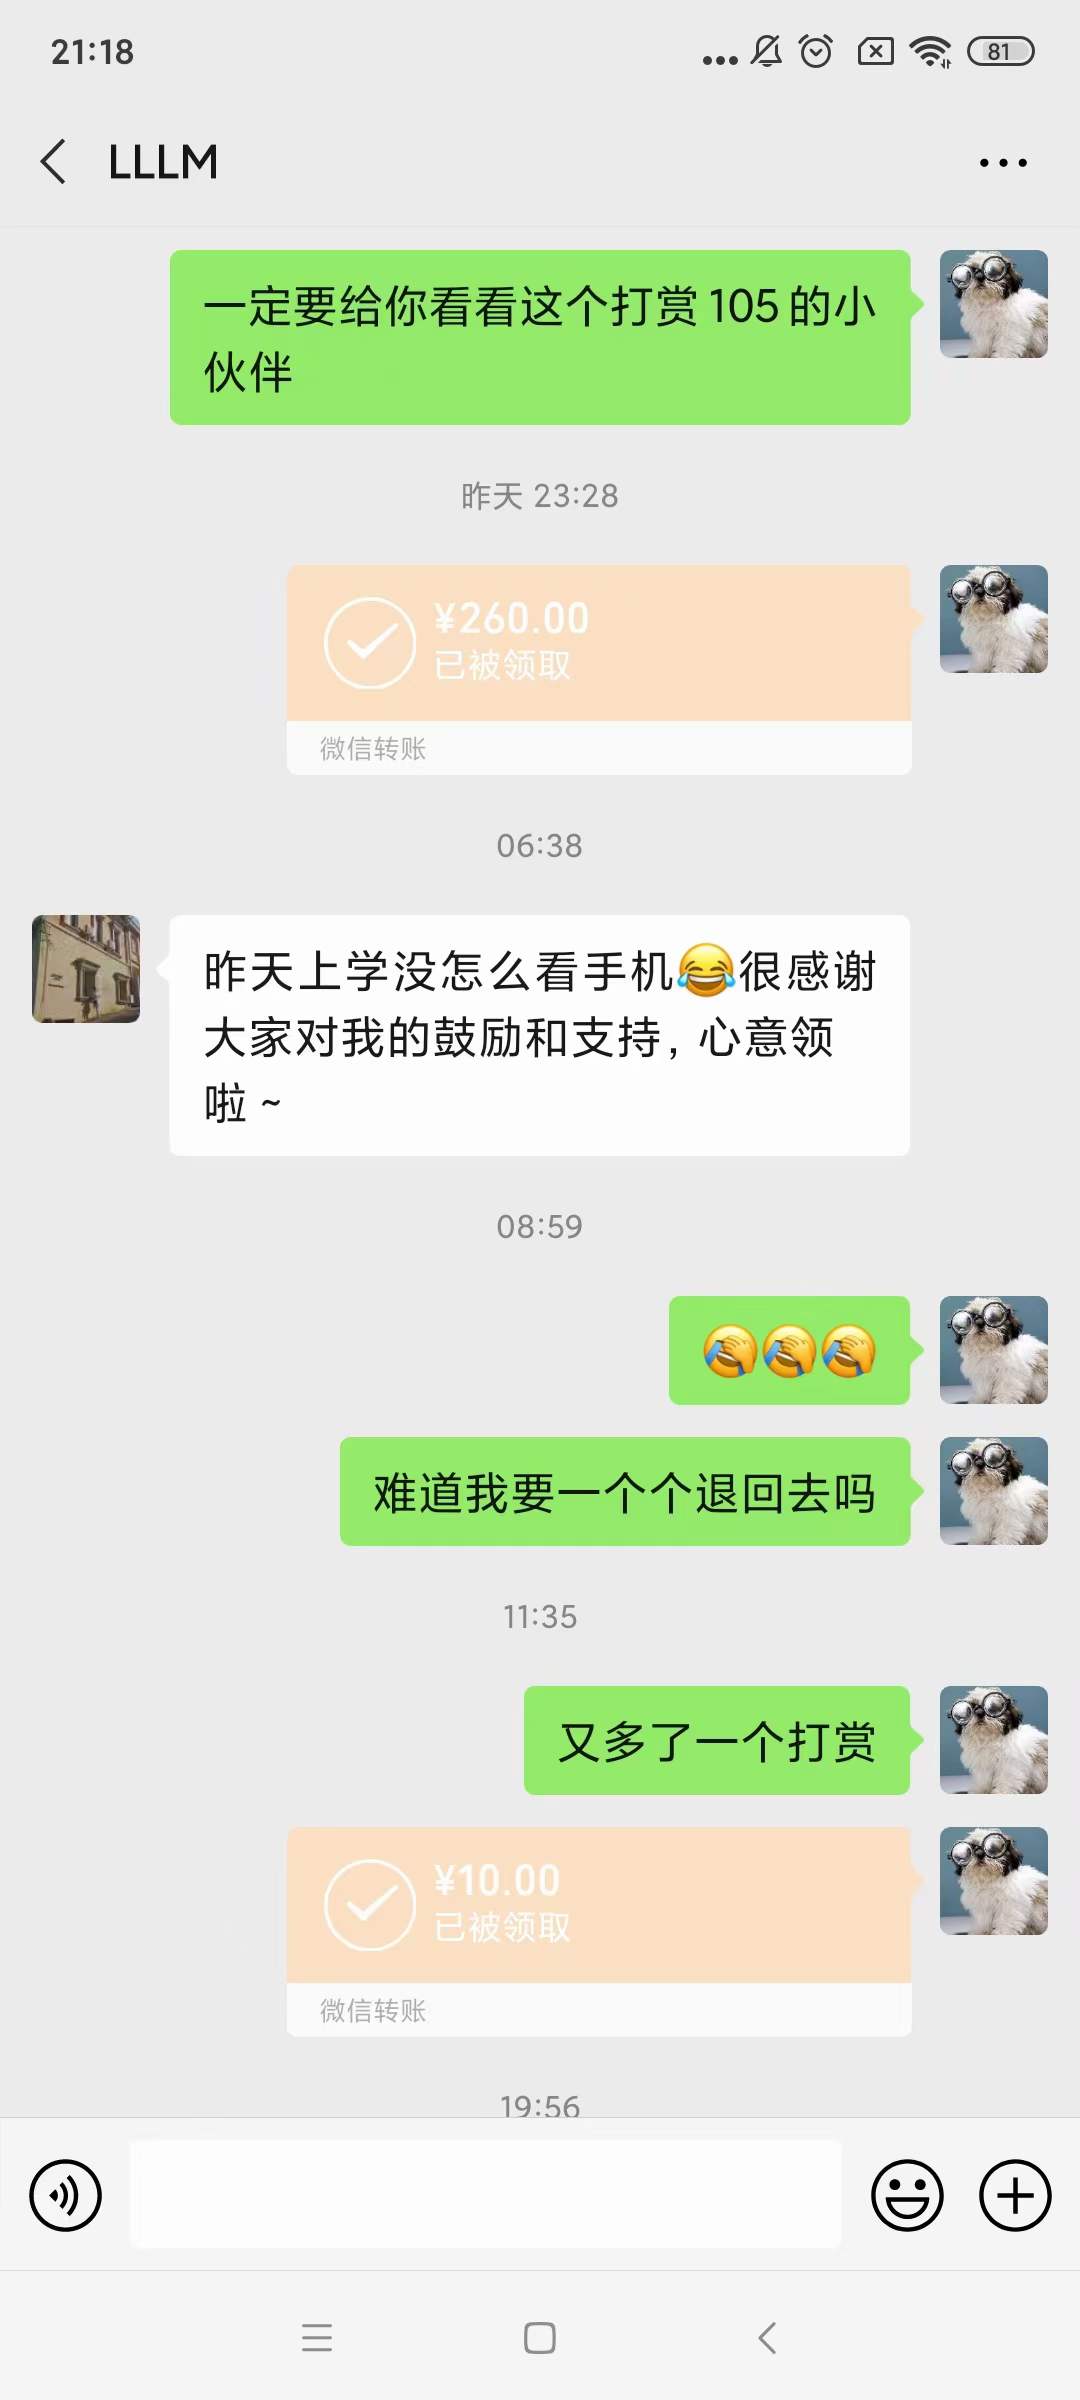 21:18
81
LLLM
一定要给你看看这个打赏105的小
伙伴
昨天 23:28
¥260.00
已被领取
微信转账
06:38
昨天上学没怎么看手机😂很感谢
大家对我的鼓励和支持，心意领
啦~
08:59
难道我要一个个退回去吗
11:35
又多了一个打赏
¥10.00
已被领取
微信转账
19:56